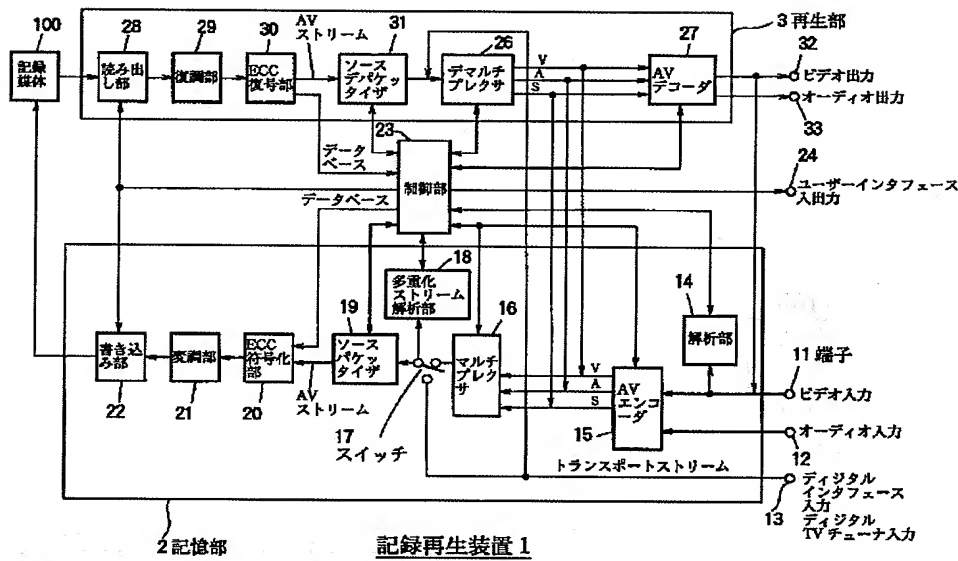 3 再生部
100
28
29
30
AV
ストリーム
31
26
27
32
記録
媒体
読み出
し部
復調部
ECC
復号部
ソース
デパケッ
タイザ
デマルチ
プレクサ
V
A
S
AV
デコーダ
ビデオ出力
オーディオ出力
33
データ
ベース
23
制御部
24
ユーザーインタフェース
入出力
データベース
18
多重化
ストリーム
解析部
14
解析部
19
16
書き込
み部
変調部
ECC
符号化
部
ソース
パケッ
タイザ
マルチ
プレク
サ
V
A
S
AV
エンコ
ーダ
11 端子
ビデオ入力
22
21
20
AV
ストリーム
17
スイッチ
15
オーディオ入力
12
トランスポートストリーム
13
ディジタル
インタフェース
入力
ディジタル
TVチューナ入力
2 記憶部
記録再生装置 1